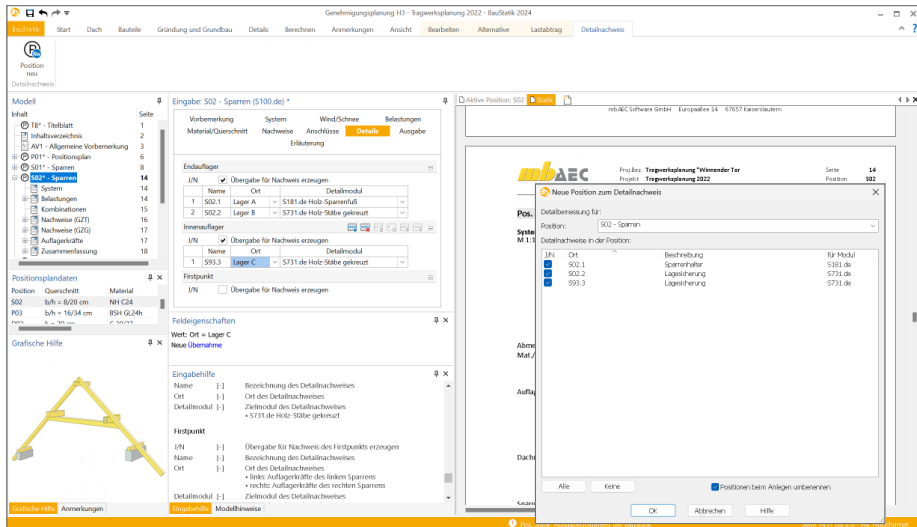 Genehmigungsplanung H3 - Tragwerksplanung 2022 - BauStatik 2024
BauStatik Start Dach Bauteile Gründung und Grundbau Details Berechnen Anmerkungen Ansicht Bearbeiten Alternative Lastabtrag Detailnachweis
Position
neu
Detailnachweis
Modell
Inhalt Seite
TB* - Titelblatt 1
Inhaltsverzeichnis 2
AV1 - Allgemeine Vorbemerkung 3
P01* - Positionsplan 6
S01* - Sparren 8
S02* - Sparren 14
System 14
Belastungen 14
Kombinationen 15
Nachweise (GZT) 16
Nachweise (GZG) 17
Auflagerkräfte 17
Zusammenfassung 18
Positionsplandaten
Position Querschnitt Material
S02 b/h = 8/20 cm NH C24
P03 b/h = 16/34 cm BSH GL24h
Grafische Hilfe
Grafische Hilfe Anmerkungen
Eingabe: S02 - Sparren (S100.de) *
Vorbemerkung System Wind/Schnee Belastungen
Material/Querschnitt Nachweise Anschlüsse Details Ausgabe
Erläuterung
Endauflager
J/N Übergabe für Nachweis erzeugen
Name Ort Detailmodul
1 S02.1 Lager A S181.de Holz-Sparrenfuß
2 S02.2 Lager B S731.de Holz-Stäbe gekreuzt
Innenauflager
J/N Übergabe für Nachweis erzeugen
Name Ort Detailmodul
1 S93.3 Lager C S731.de Holz-Stäbe gekreuzt
Firstpunkt
J/N Übergabe für Nachweis erzeugen
Feldeigenschaften
Wert: Ort = Lager C
Neue Übernahme
Eingabehilfe
Name [-] Bezeichnung des Detailnachweises
Ort [-] Ort des Detailnachweises
Detailmodul [-] Zielmodul des Detailnachweises
• S731.de Holz-Stäbe gekreuzt
Firstpunkt
J/N [-] Übergabe für Nachweis des Firstpunkts erzeugen
Name [-] Bezeichnung des Detailnachweises
Ort [-] Ort des Detailnachweises
• links: Auflagerkräfte des linken Sparrens
• rechts: Auflagerkräfte des rechten Sparrens
Detailmodul [-] Zielmodul des Detailnachweises
Eingabehilfe Modellhinweise
Aktive Position: S02 Statik
mb AEC Software GmbH Europaallee 14 67657 Kaiserslautern
mbAEC
Proj.Bez. Tragwerksplanung "Winnender Tor Seite 14
Projekt Tragwerksplanung 2022 Position S02
Pos.
Syste
M 1:1
Abme
Mat./
Auflag
Dachr
Sparr
Neue Position zum Detailnachweis
Detailbemessung für:
Position: S02 - Sparren
Detailnachweise in der Position:
J/N Ort Beschreibung für Modul
S02.1 Sparrenhalter S181.de
S02.2 Lagesicherung S731.de
S93.3 Lagesicherung S731.de
Alle Keine Positionen beim Anlegen umbenennen
OK Abbrechen Hilfe